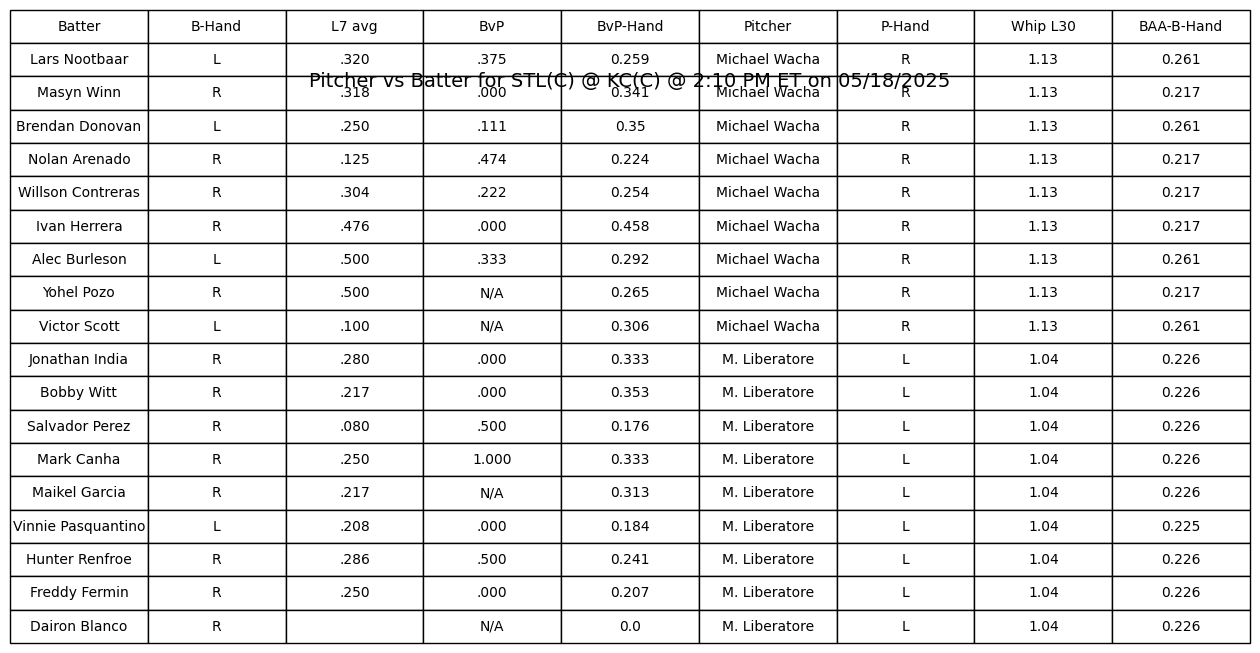 Batter B-Hand L7 avg BvP BvP-Hand Pitcher P-Hand Whip L30 BAA-B-Hand
Lars Nootbaar L .320 .375 0.259 Michael Wacha R 1.13 0.261
Pitcher vs Batter for STL(C) @ KC(C) @ 2:10 PM ET on 05/18/2025
Masyn Winn R .318 .000 0.341 Michael Wacha R 1.13 0.217
Brendan Donovan L .250 .111 0.35 Michael Wacha R 1.13 0.261
Nolan Arenado R .125 .474 0.224 Michael Wacha R 1.13 0.217
Willson Contreras R .304 .222 0.254 Michael Wacha R 1.13 0.217
Ivan Herrera R .476 .000 0.458 Michael Wacha R 1.13 0.217
Alec Burleson L .500 .333 0.292 Michael Wacha R 1.13 0.261
Yohel Pozo R .500 N/A 0.265 Michael Wacha R 1.13 0.217
Victor Scott L .100 N/A 0.306 Michael Wacha R 1.13 0.261
Jonathan India R .280 .000 0.333 M. Liberatore L 1.04 0.226
Bobby Witt R .217 .000 0.353 M. Liberatore L 1.04 0.226
Salvador Perez R .080 .500 0.176 M. Liberatore L 1.04 0.226
Mark Canha R .250 1.000 0.333 M. Liberatore L 1.04 0.226
Maikel Garcia R .217 N/A 0.313 M. Liberatore L 1.04 0.226
Vinnie Pasquantino L .208 .000 0.184 M. Liberatore L 1.04 0.225
Hunter Renfroe R .286 .500 0.241 M. Liberatore L 1.04 0.226
Freddy Fermin R .250 .000 0.207 M. Liberatore L 1.04 0.226
Dairon Blanco R N/A 0.0 M. Liberatore L 1.04 0.226